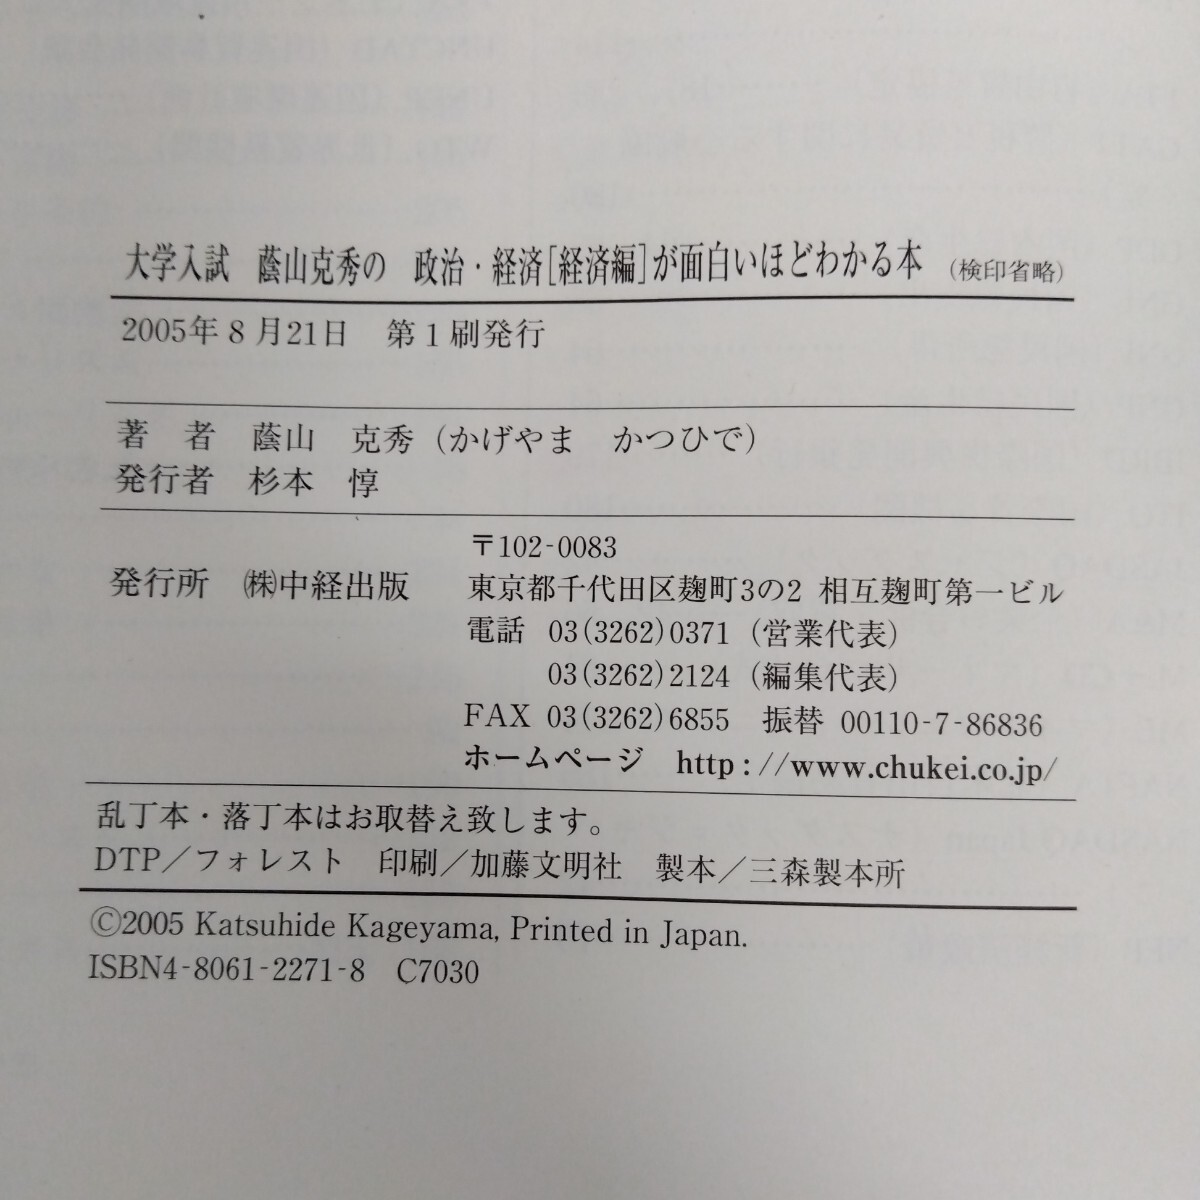 大学入試　蔭山克秀の　政治・経済［経済編］が面白いほどわかる本　（検印省略）
2005年8月21日　第1刷発行
著　者　蔭山　克秀（かげやま　かつひで）
発行者　杉本　惇
〒102-0083
発行所　㈱中経出版　東京都千代田区麹町3の2 相互麹町第一ビル
電話 03(3262)0371（営業代表）
03(3262)2124（編集代表）
FAX 03(3262)6855　振替 00110-7-86836
ホームページ　http://www.chukei.co.jp/
乱丁本・落丁本はお取替え致します。
DTP／フォレスト　印刷／加藤文明社　製本／三森製本所
©2005 Katsuhide Kageyama, Printed in Japan.
ISBN4-8061-2271-8　C7030